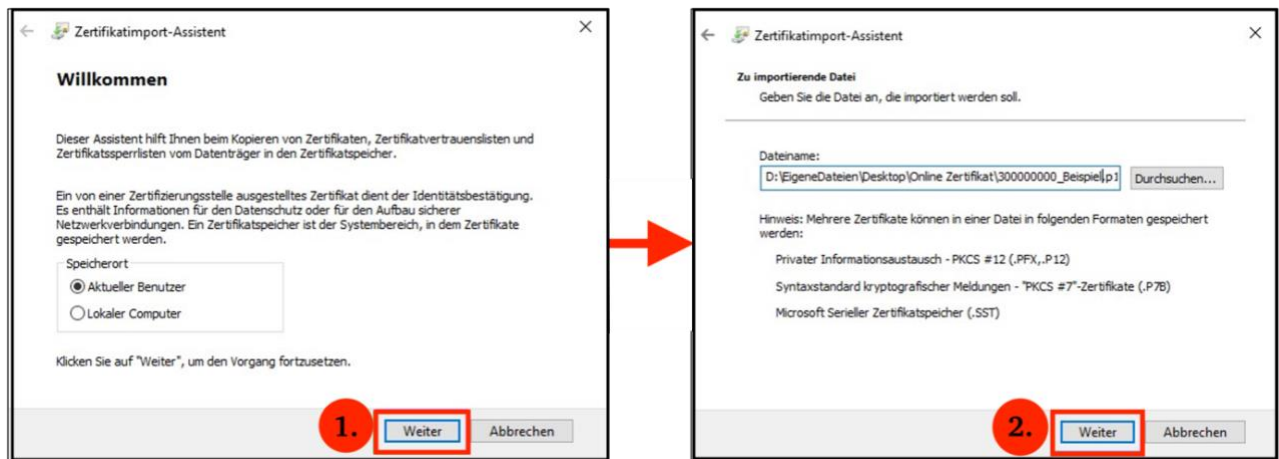 Zertifikatimport-Assistent
Willkommen
Dieser Assistent hilft Ihnen beim Kopieren von Zertifikaten, Zertifikatvertrauenslisten und
Zertifikatssperrlisten vom Datenträger in den Zertifikatspeicher.
Ein von einer Zertifizierungsstelle ausgestelltes Zertifikat dient der Identitätsbestätigung.
Es enthält Informationen für den Datenschutz oder für den Aufbau sicherer
Netzwerkverbindungen. Ein Zertifikatspeicher ist der Systembereich, in dem Zertifikate
gespeichert werden.
Speicherort
Aktueller Benutzer
Lokaler Computer
Klicken Sie auf "Weiter", um den Vorgang fortzusetzen.
1.
Weiter
Abbrechen
Zertifikatimport-Assistent
Zu importierende Datei
Geben Sie die Datei an, die importiert werden soll.
Dateiname:
D:\EigeneDateien\Desktop\Online Zertifikat\300000000_Beispiel.p1
Durchsuchen...
Hinweis: Mehrere Zertifikate können in einer Datei in folgenden Formaten gespeichert
werden:
Privater Informationsaustausch - PKCS #12 (.PFX,.P12)
Syntaxstandard kryptografischer Meldungen - "PKCS #7"-Zertifikate (.P7B)
Microsoft Serieller Zertifikatspeicher (.SST)
2.
Weiter
Abbrechen